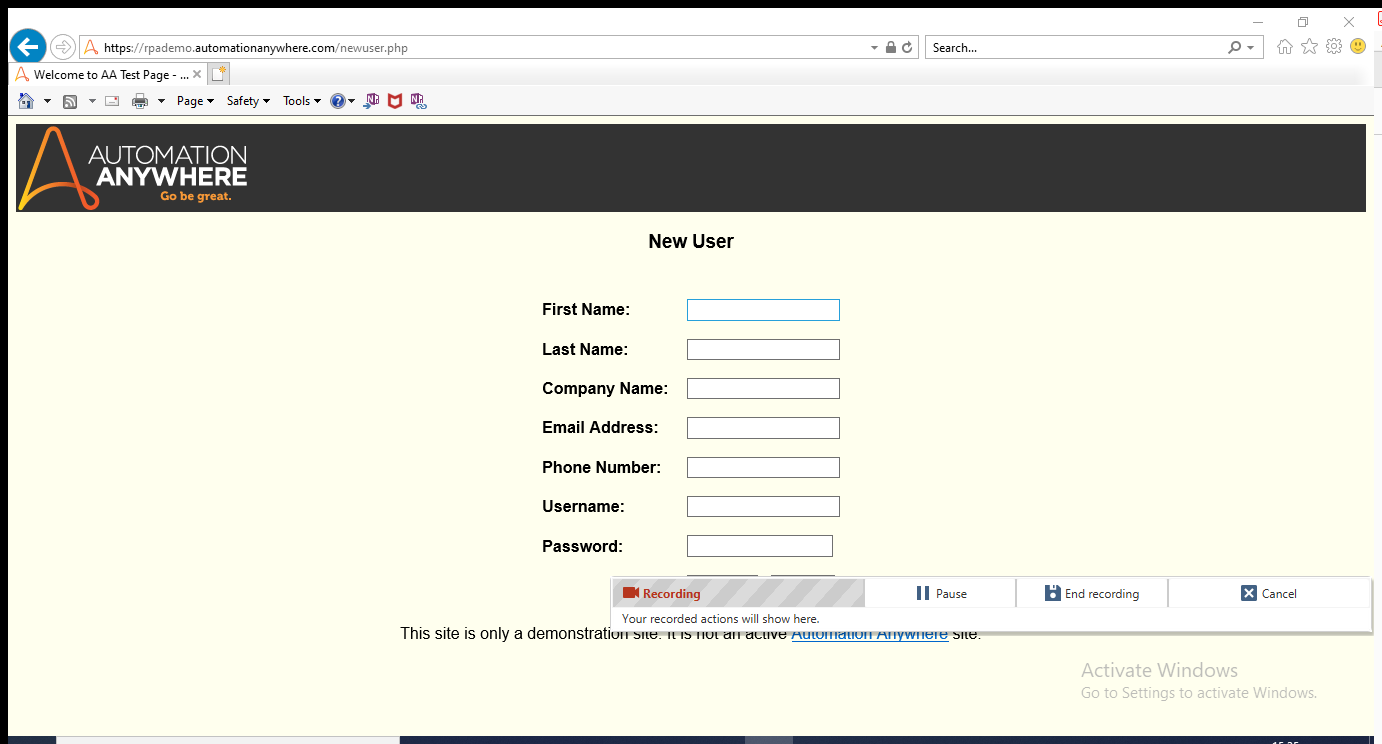 https://rpademo.automationanywhere.com/newuser.php
Search...
Welcome to AA Test Page - ...
Page
Safety
Tools
AUTOMATION
ANYWHERE
Go be great.
New User
First Name:
Last Name:
Company Name:
Email Address:
Phone Number:
Username:
Password:
Recording
Pause
End recording
Cancel
Your recorded actions will show here.
This site is only a demonstration site. It is not an active Automation Anywhere site.
Activate Windows
Go to Settings to activate Windows.